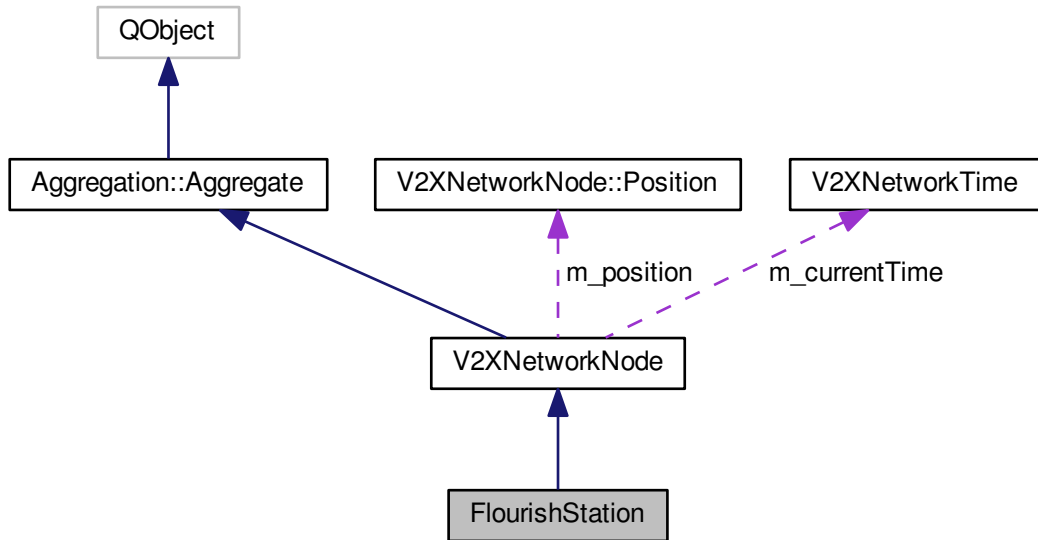 QObject
Aggregation::Aggregate
V2XNetworkNode::Position
V2XNetworkTime
m_position
m_currentTime
V2XNetworkNode
FlourishStation